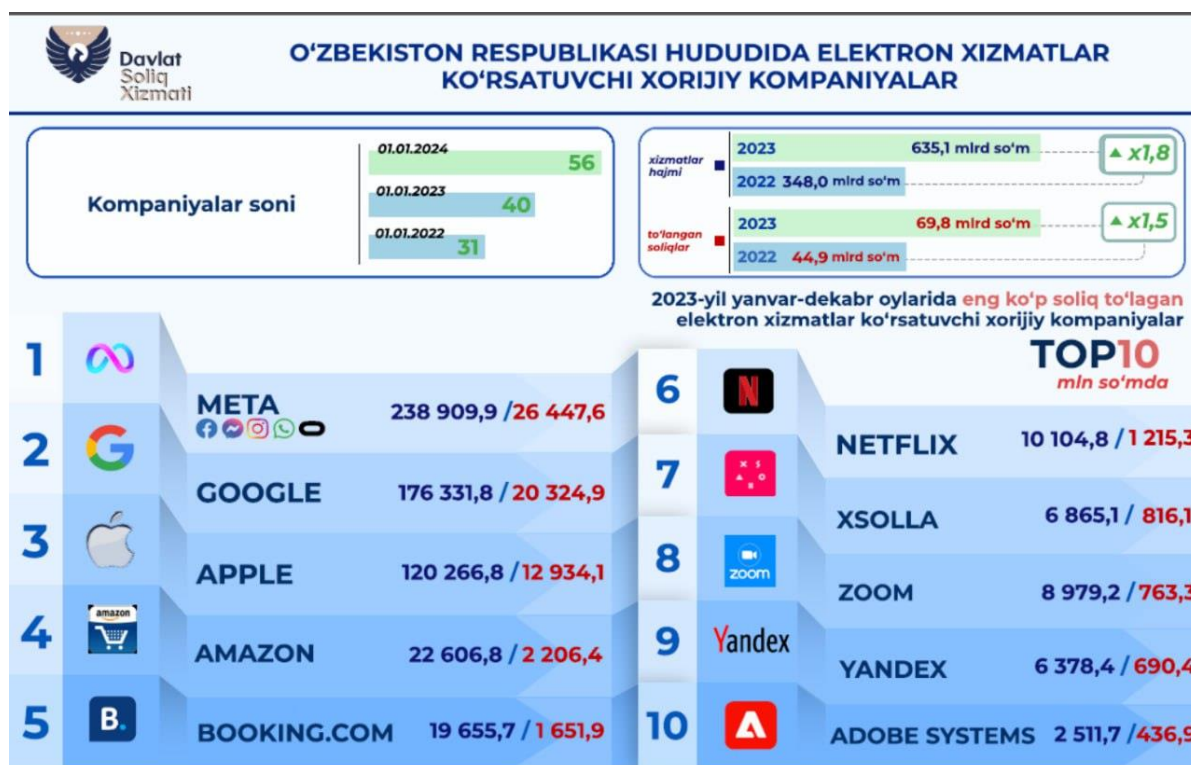 Davlat
Soliq
Xizmati
O‘ZBEKISTON RESPUBLIKASI HUDUDIDA ELEKTRON XIZMATLAR
KO‘RSATUVCHI XORIJIY KOMPANIYALAR
Kompaniyalar soni
01.01.2024
56
01.01.2023
40
01.01.2022
31
xizmatlar
hajmi
2023 635,1 mlrd so‘m
2022 348,0 mlrd so‘m
▲ x1,8
to‘langan
soliqlar
2023 69,8 mlrd so‘m
2022 44,9 mlrd so‘m
▲ x1,5
2023-yil yanvar-dekabr oylarida eng ko‘p soliq to‘lagan
elektron xizmatlar ko‘rsatuvchi xorijiy kompaniyalar
TOP10
mln so‘mda
1
META 238 909,9 / 26 447,6
2
GOOGLE 176 331,8 / 20 324,9
3
APPLE 120 266,8 / 12 934,1
4
amazon
AMAZON 22 606,8 / 2 206,4
5
B.
BOOKING.COM 19 655,7 / 1 651,9
6
N
NETFLIX 10 104,8 / 1 215,3
7
XSOLLA 6 865,1 / 816,1
8
zoom
ZOOM 8 979,2 / 763,3
9
Yandex
YANDEX 6 378,4 / 690,4
10
ADOBE SYSTEMS 2 511,7 / 436,9